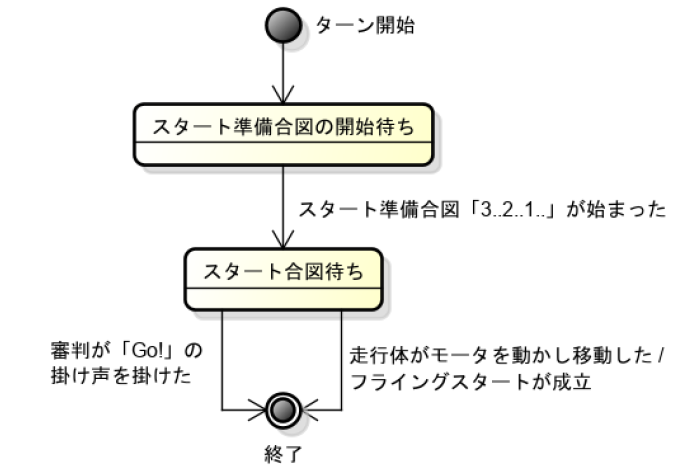 ターン開始
スタート準備合図の開始待ち
スタート準備合図「3..2..1..」が始まった
スタート合図待ち
審判が「Go!」の
掛け声を掛けた
走行体がモータを動かし移動した /
フライングスタートが成立
終了